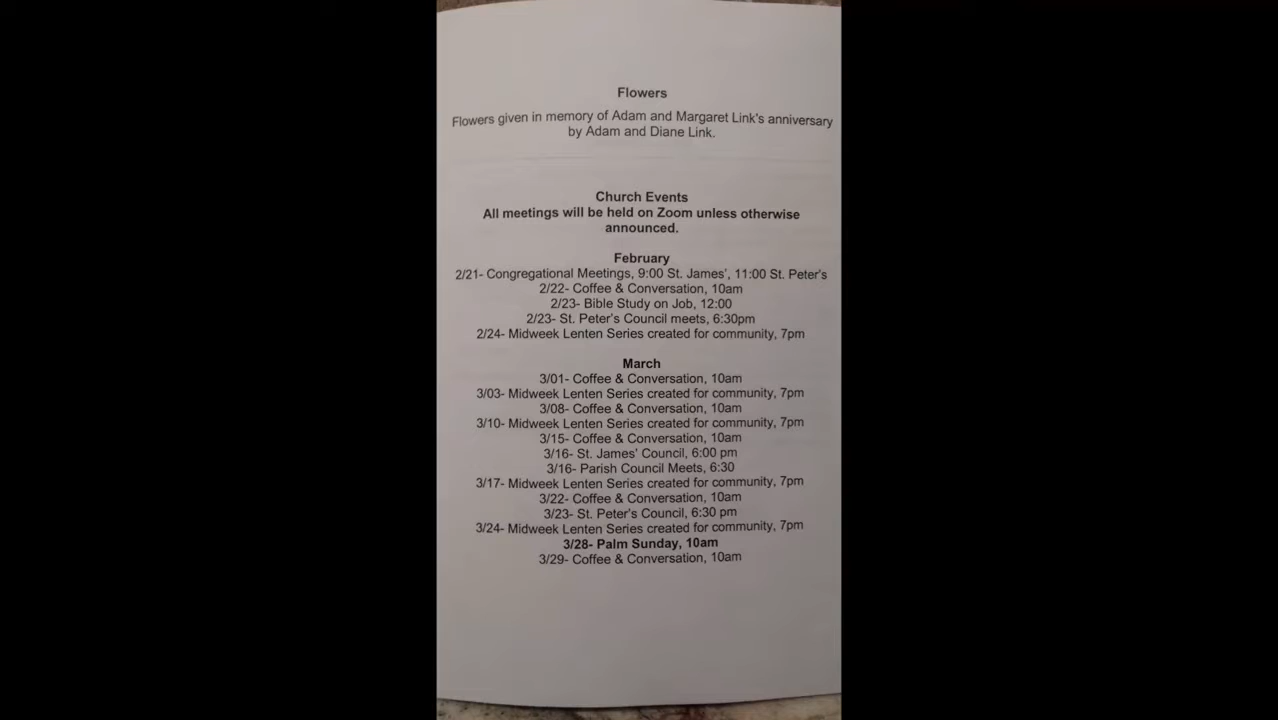 Flowers
Flowers given in memory of Adam and Margaret Link's anniversary
by Adam and Diane Link.
Church Events
All meetings will be held on Zoom unless otherwise
announced.
February
2/21- Congregational Meetings, 9:00 St. James', 11:00 St. Peter's
2/22- Coffee & Conversation, 10am
2/23- Bible Study on Job, 12:00
2/23- St. Peter's Council meets, 6:30pm
2/24- Midweek Lenten Series created for community, 7pm
March
3/01- Coffee & Conversation, 10am
3/03- Midweek Lenten Series created for community, 7pm
3/08- Coffee & Conversation, 10am
3/10- Midweek Lenten Series created for community, 7pm
3/15- Coffee & Conversation, 10am
3/16- St. James' Council, 6:00 pm
3/16- Parish Council Meets, 6:30
3/17- Midweek Lenten Series created for community, 7pm
3/22- Coffee & Conversation, 10am
3/23- St. Peter's Council, 6:30 pm
3/24- Midweek Lenten Series created for community, 7pm
3/28- Palm Sunday, 10am
3/29- Coffee & Conversation, 10am